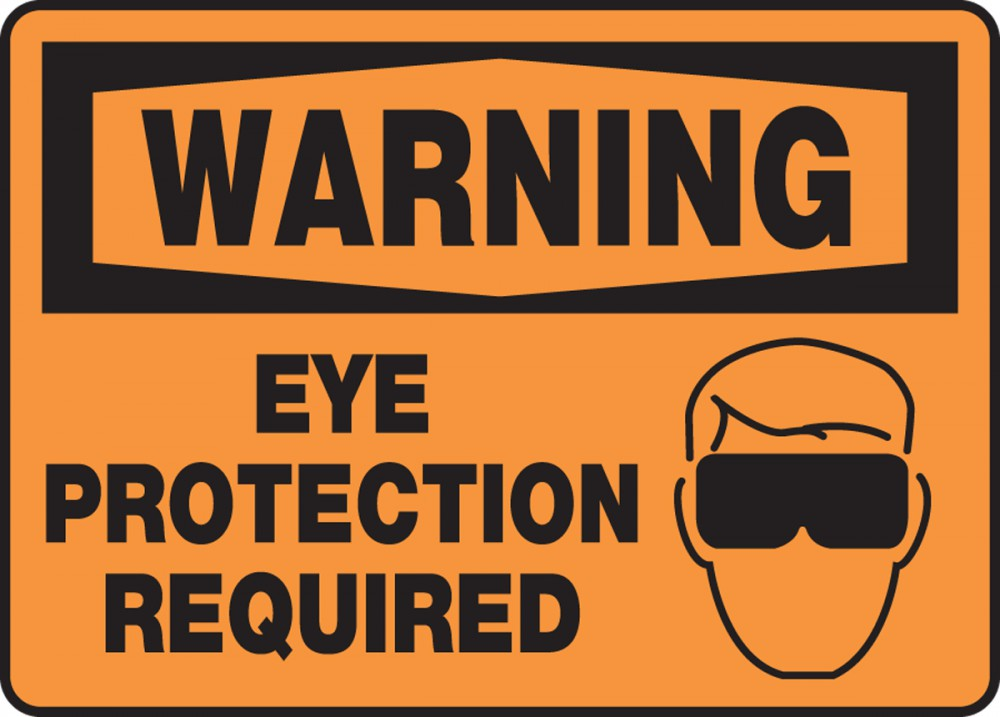 WARNING
EYE
PROTECTION
REQUIRED